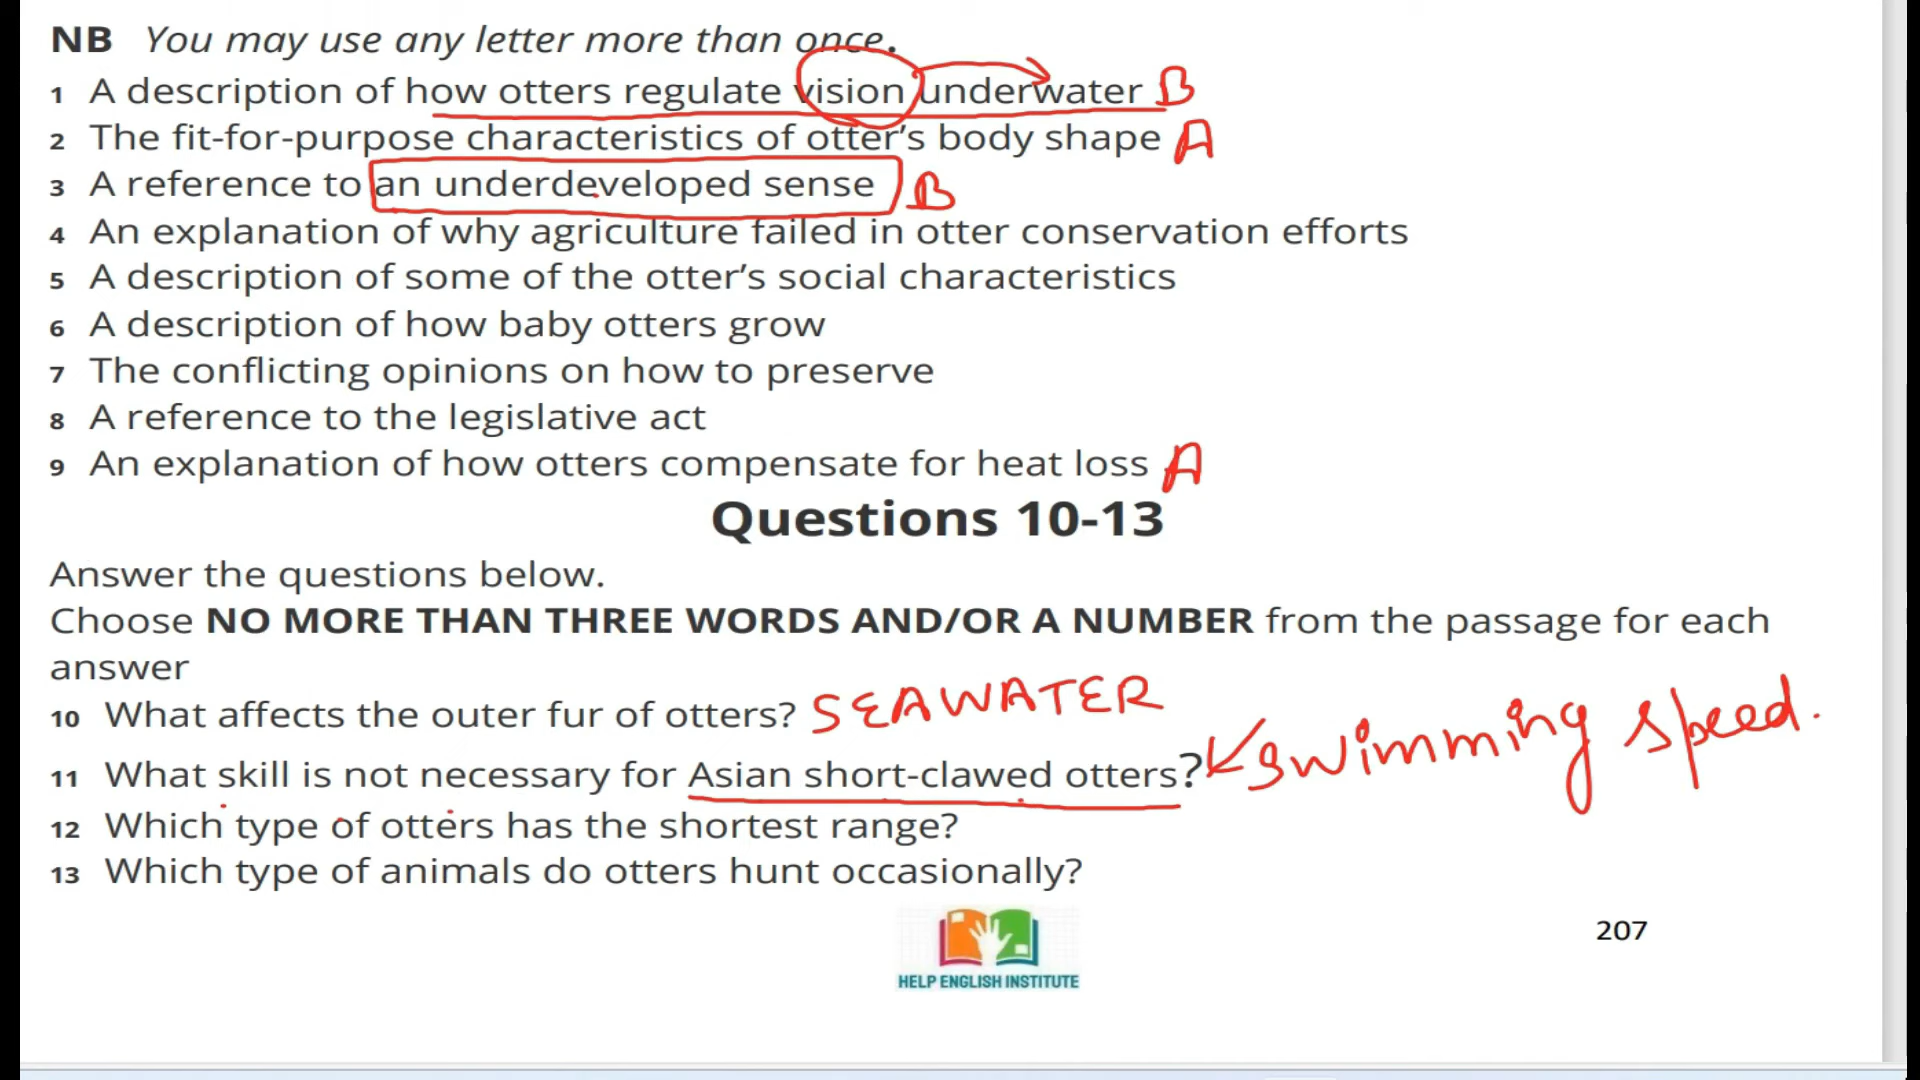 NB You may use any letter more than once.
1 A description of how otters regulate vision underwater B
2 The fit-for-purpose characteristics of otter's body shape A
3 A reference to an underdeveloped sense B
4 An explanation of why agriculture failed in otter conservation efforts
5 A description of some of the otter's social characteristics
6 A description of how baby otters grow
7 The conflicting opinions on how to preserve
8 A reference to the legislative act
9 An explanation of how otters compensate for heat loss A
Questions 10-13
Answer the questions below.
Choose NO MORE THAN THREE WORDS AND/OR A NUMBER from the passage for each
answer
10 What affects the outer fur of otters? SEAWATER
11 What skill is not necessary for Asian short-clawed otters? swimming speed.
12 Which type of otters has the shortest range?
13 Which type of animals do otters hunt occasionally?
207
HELP ENGLISH INSTITUTE